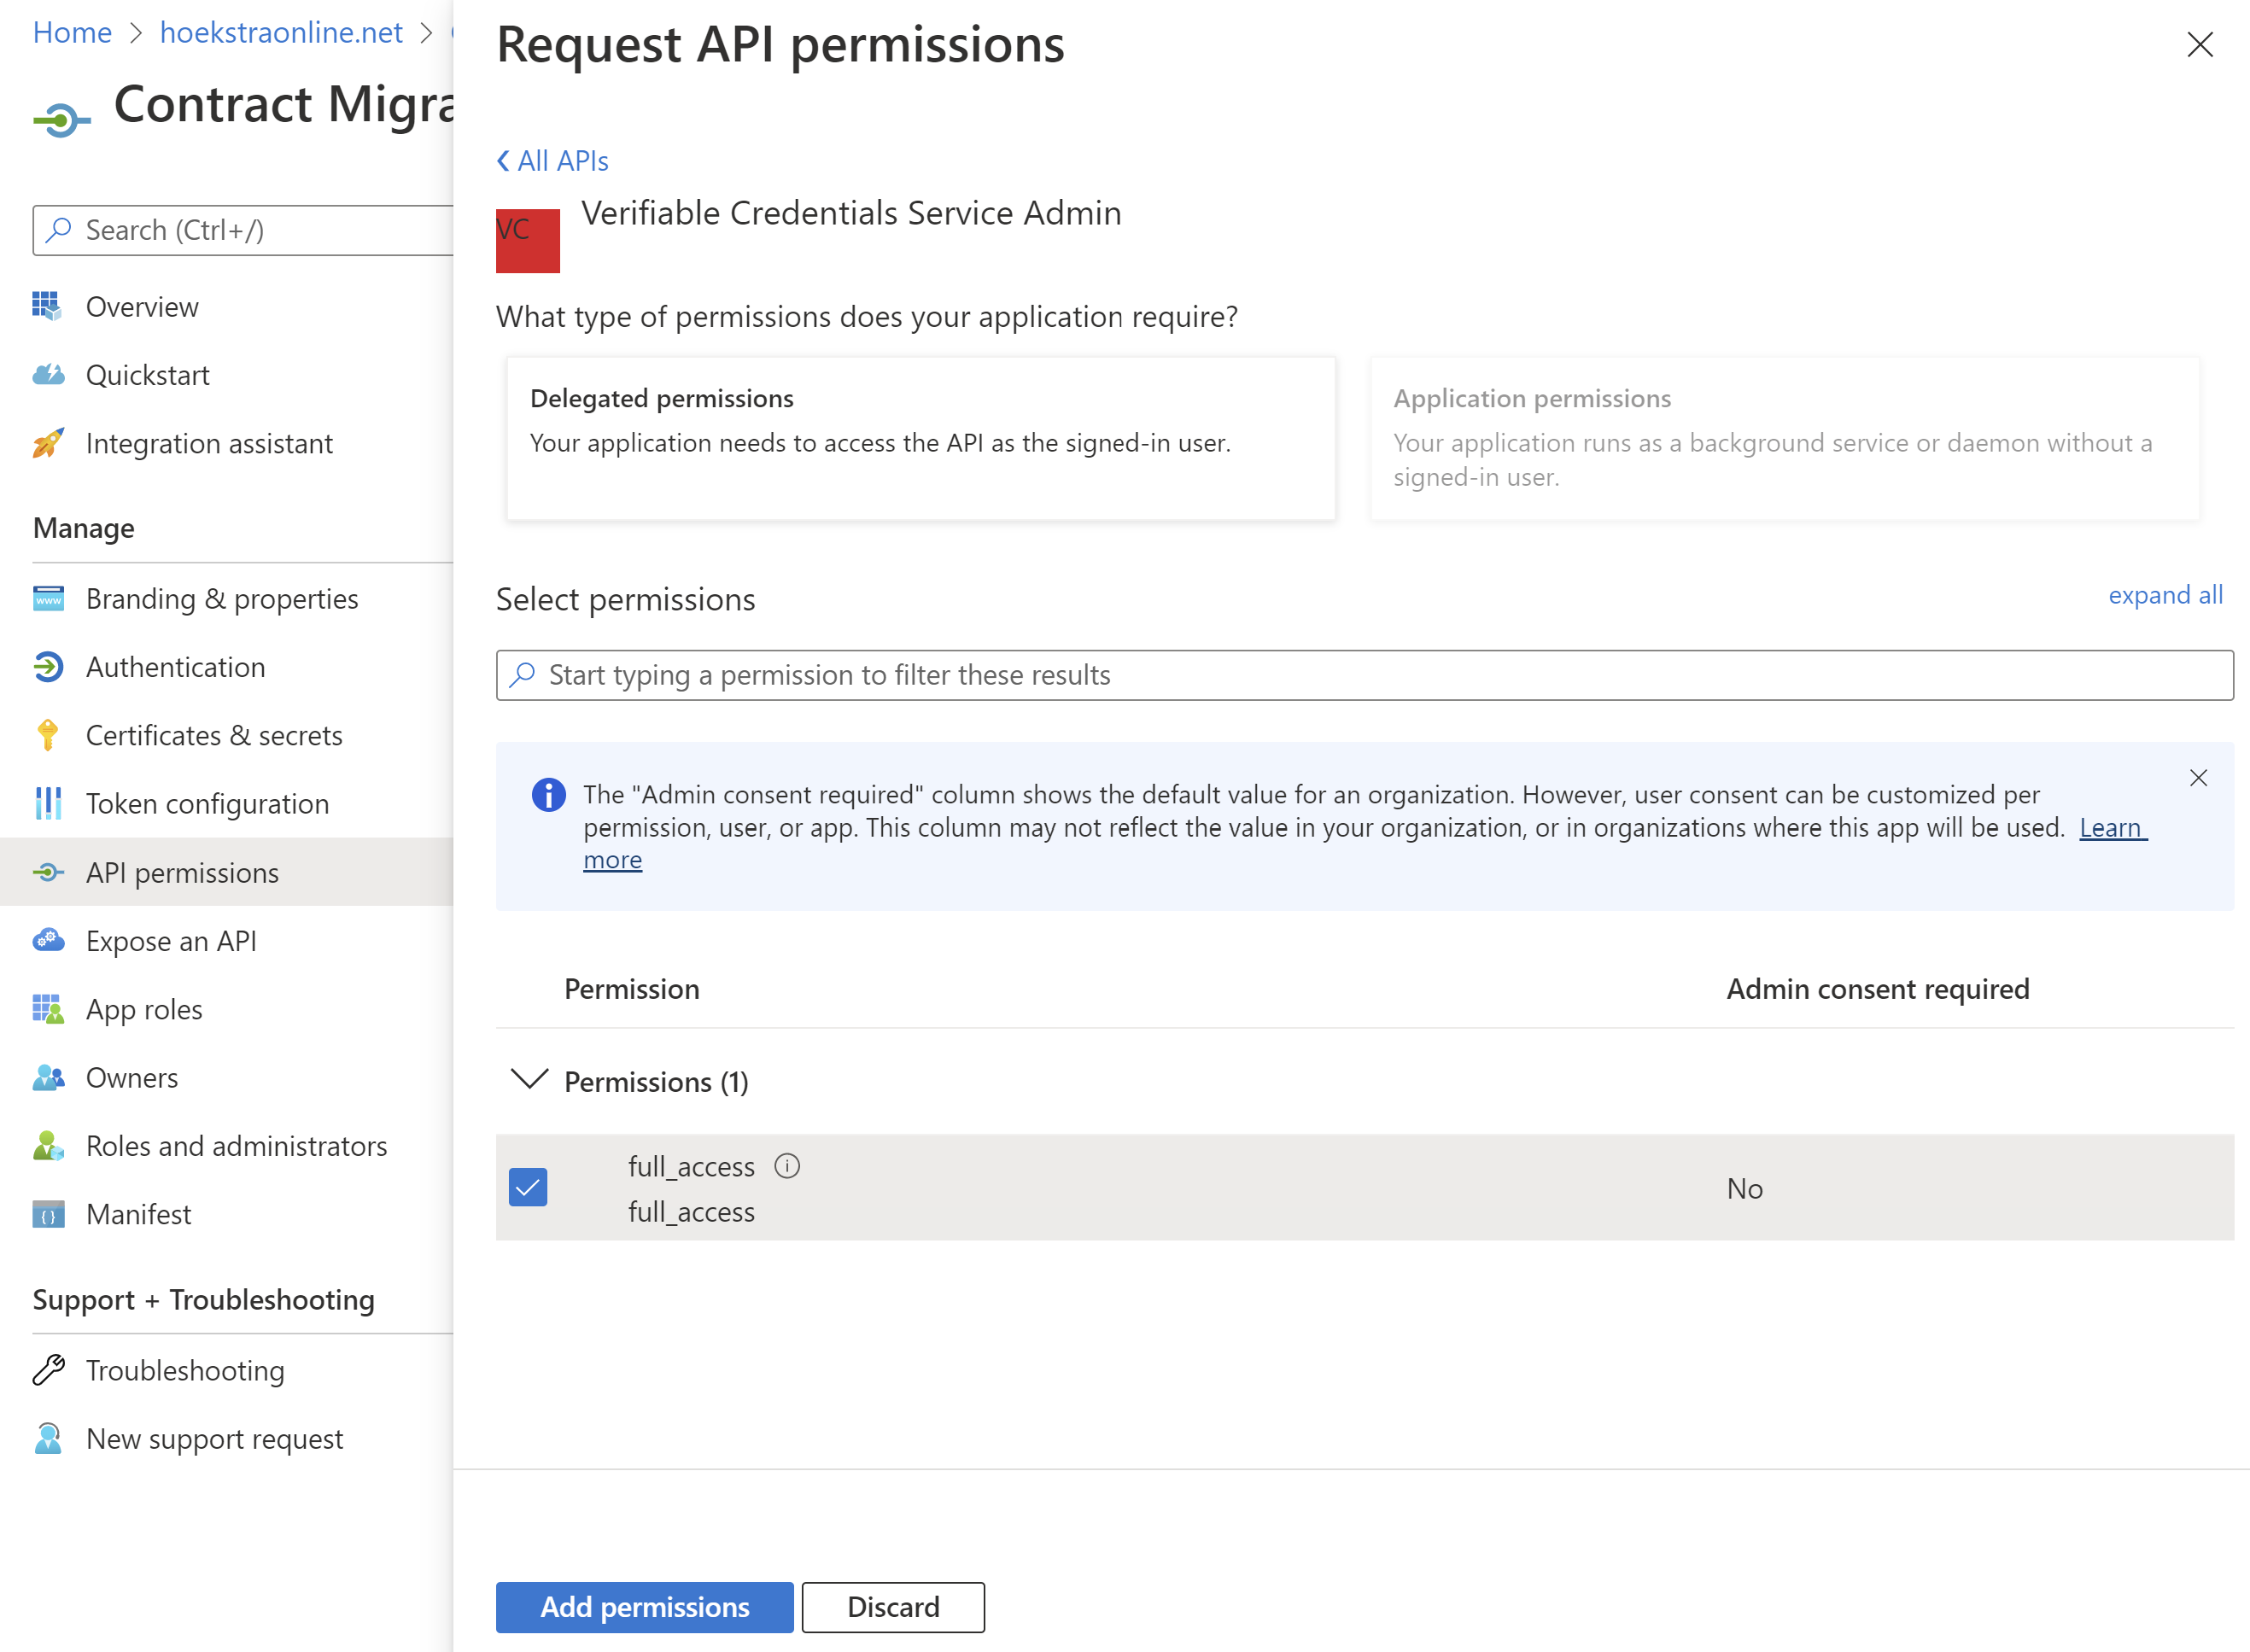 Home > hoekstraonline.net >
Contract Migra
Search (Ctrl+/)
Overview
Quickstart
Integration assistant
Manage
Branding & properties
Authentication
Certificates & secrets
Token configuration
API permissions
Expose an API
App roles
Owners
Roles and administrators
Manifest
Support + Troubleshooting
Troubleshooting
New support request
Request API permissions
All APIs
VC
Verifiable Credentials Service Admin
What type of permissions does your application require?
Delegated permissions
Your application needs to access the API as the signed-in user.
Application permissions
Your application runs as a background service or daemon without a
signed-in user.
Select permissions
expand all
Start typing a permission to filter these results
The "Admin consent required" column shows the default value for an organization. However, user consent can be customized per
permission, user, or app. This column may not reflect the value in your organization, or in organizations where this app will be used. Learn
more
Permission
Admin consent required
Permissions (1)
full_access
full_access
No
Add permissions
Discard